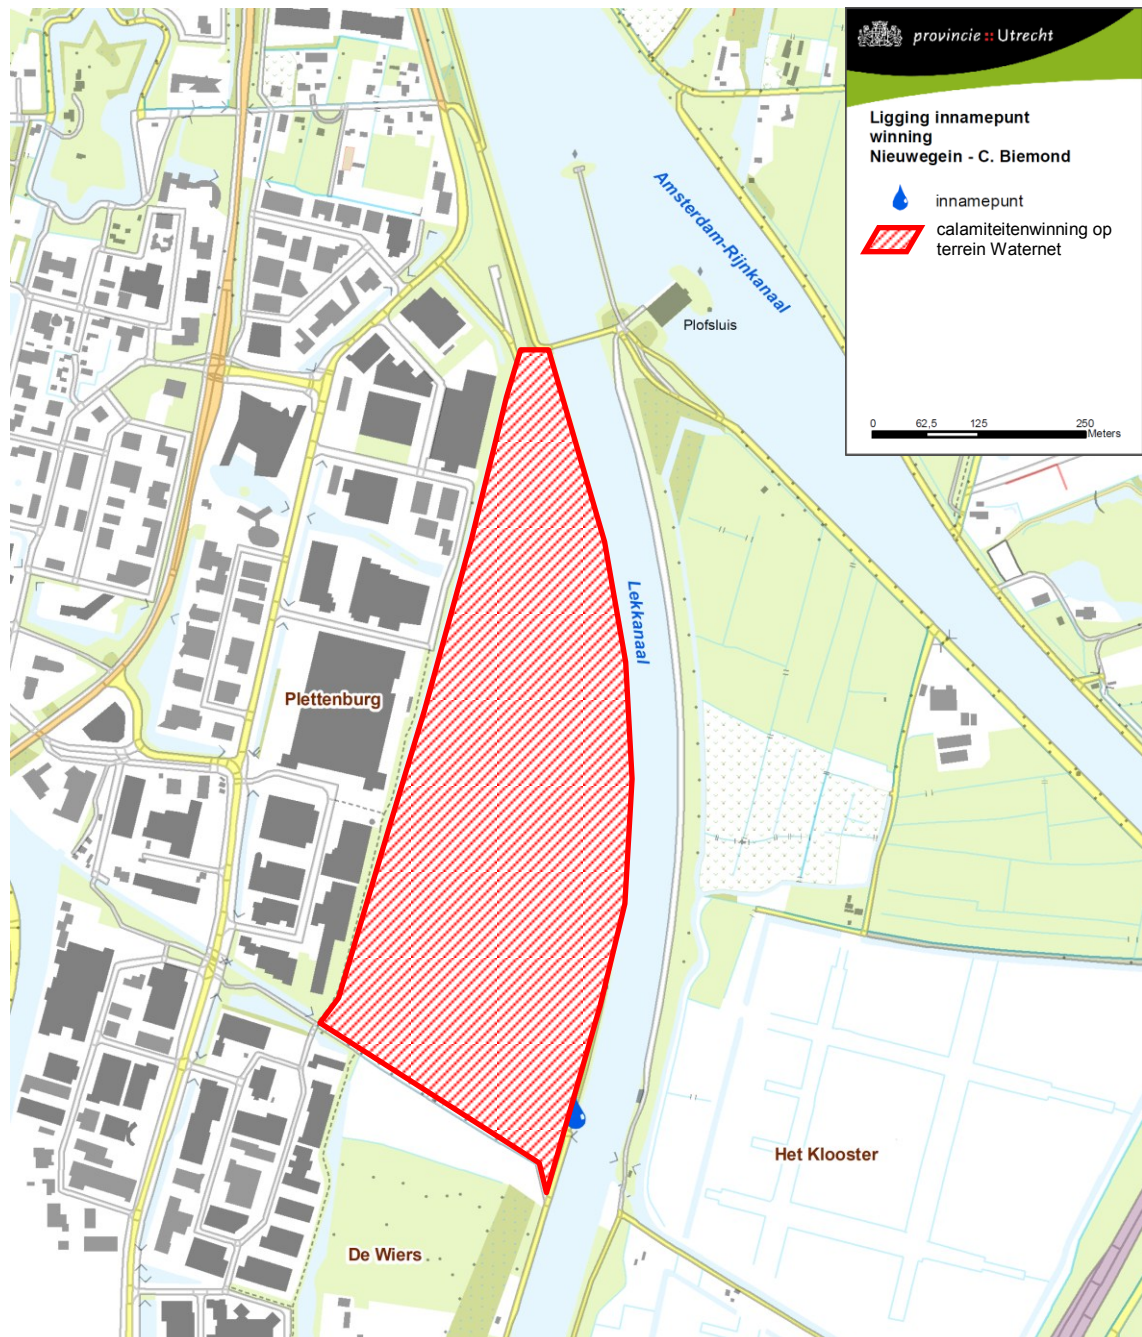 provincie :: Utrecht
Ligging innamepunt
winning
Nieuwegein - C. Biemond
innamepunt
calamiteitenwinning op
terrein Waternet
0 62,5 125 250
Meters
Amsterdam-Rijnkanaal
Plofsluis
Lekkanaal
Plettenburg
Het Klooster
De Wiers